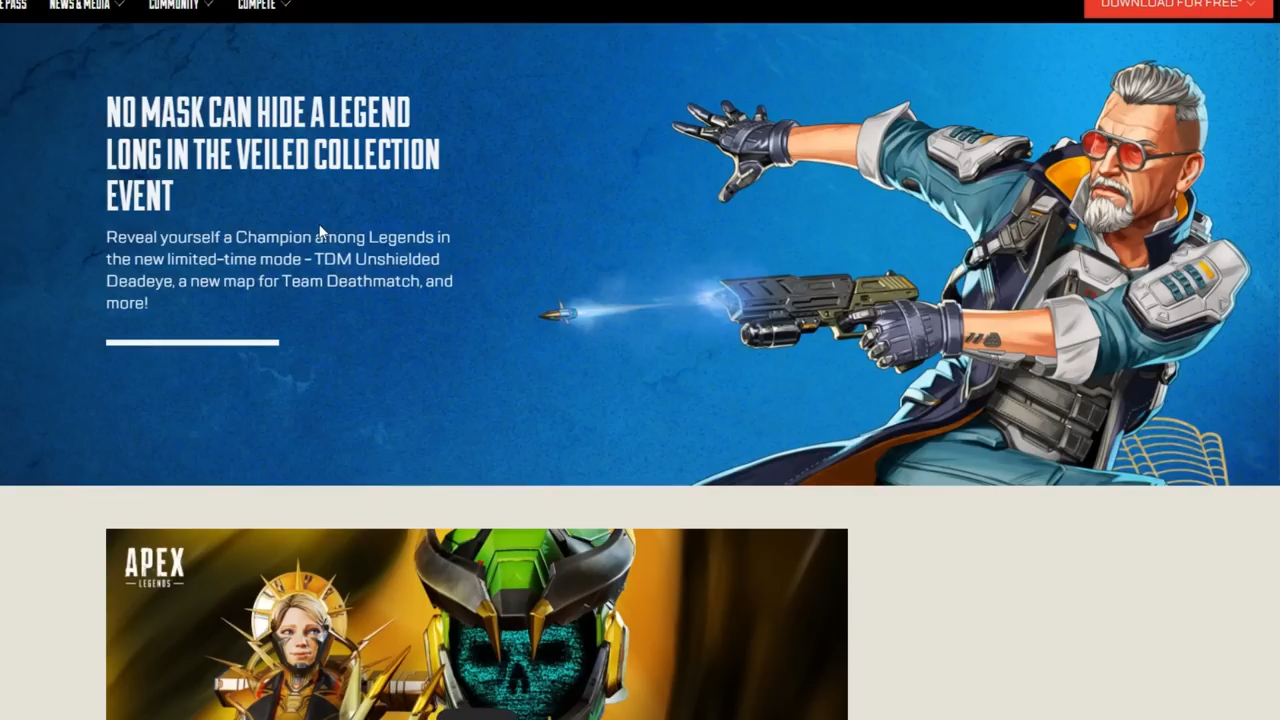 E PASS NEWS & MEDIA COMMUNITY COMPETE DOWNLOAD FOR FREE*
NO MASK CAN HIDE A LEGEND
LONG IN THE VEILED COLLECTION
EVENT
Reveal yourself a Champion among Legends in
the new limited-time mode – TDM Unshielded
Deadeye, a new map for Team Deathmatch, and
more!
APEX
LEGENDS